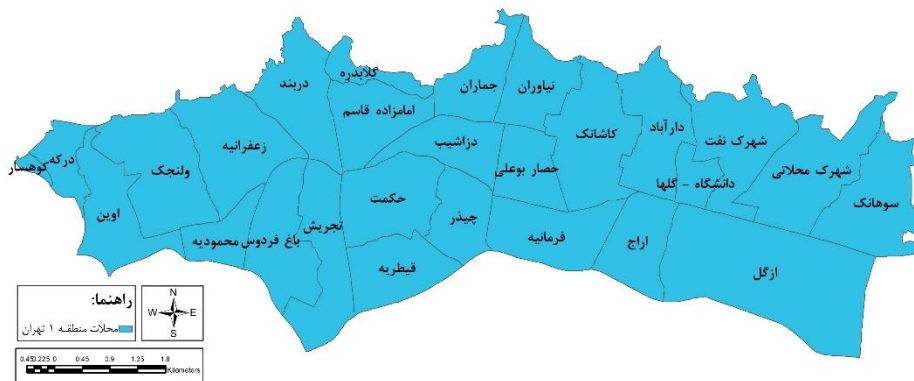 گلابدره
دربند
جماران
نیاوران
امامزاده قاسم
دارآباد
شهرک نفت
کاشانک
دزاشیب
زعفرانیه
درکه
کوهسار
ولنجک
حصار بوعلی
شهرک محلاتی
دانشگاه - گلها
سوهانک
حکمت
اوین
چیذر
تجریش
باغ فردوس
محمودیه
فرمانیه
اراج
ازگل
قیطریه
راهنما:
محلات منطقه ۱ تهران
N
W E
S
0.45 0.225 0 0.45 0.9 1.35 1.8
Kilometers